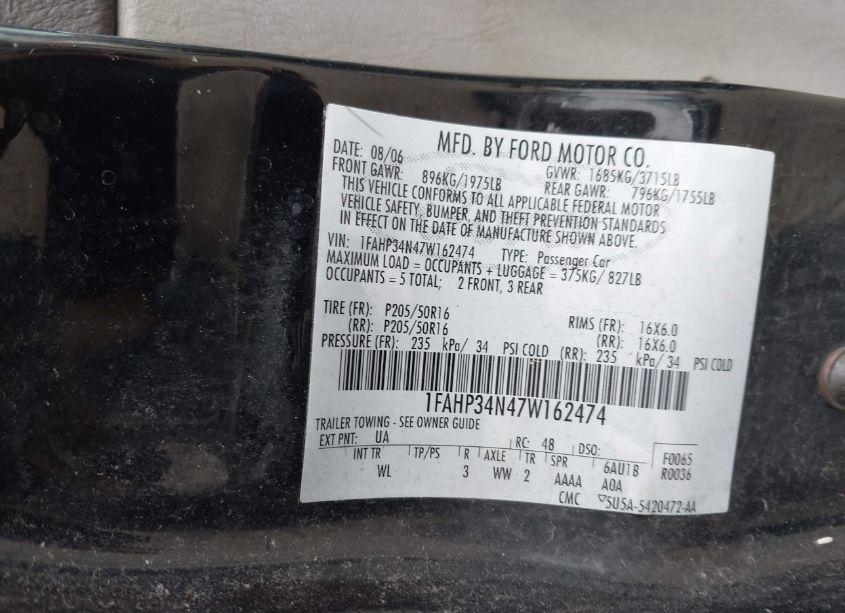 MFD. BY FORD MOTOR CO.
DATE: 08/06 GVWR: 1685KG/3715LB
FRONT GAWR: 896KG/1975LB REAR GAWR: 796KG/1755LB
THIS VEHICLE CONFORMS TO ALL APPLICABLE FEDERAL MOTOR
VEHICLE SAFETY, BUMPER, AND THEFT PREVENTION STANDARDS
IN EFFECT ON THE DATE OF MANUFACTURE SHOWN ABOVE.
VIN: 1FAHP34N47W162474 TYPE: Passenger Car
MAXIMUM LOAD = OCCUPANTS + LUGGAGE = 375KG/ 827LB
OCCUPANTS = 5 TOTAL; 2 FRONT, 3 REAR
TIRE (FR): P205/50R16 RIMS (FR): 16X6.0
(RR): P205/50R16 (RR): 16X6.0
PRESSURE (FR): 235 kPa/ 34 PSI COLD (RR): 235 kPa/ 34 PSI COLD
1FAHP34N47W162474
TRAILER TOWING - SEE OWNER GUIDE
EXT PNT: UA RC: 48 DSO: F0065
INT TR TP/PS R AXLE TR SPR 6AU1B R0036
WL 3 WW 2 AAAA A0A
CMC ▽5U5A-5420472-AA